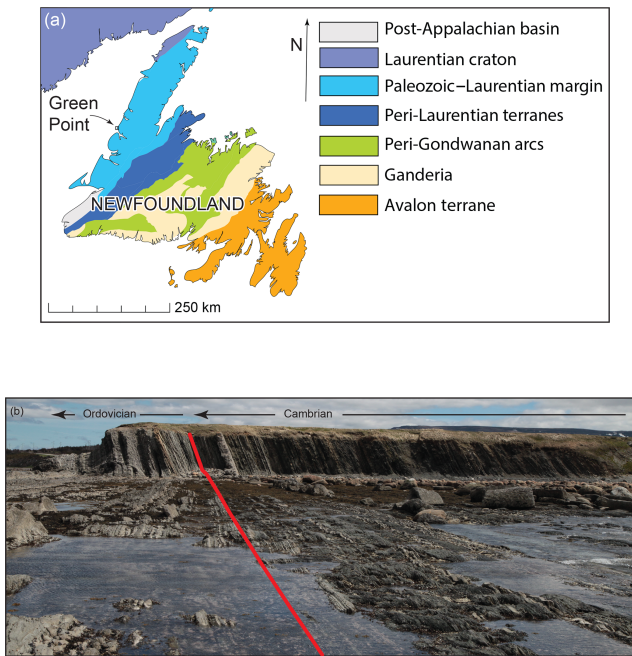 (a)
N
Green
Point
NEWFOUNDLAND
250 km
Post-Appalachian basin
Laurentian craton
Paleozoic–Laurentian margin
Peri-Laurentian terranes
Peri-Gondwanan arcs
Ganderia
Avalon terrane
(b)
Ordovician
Cambrian